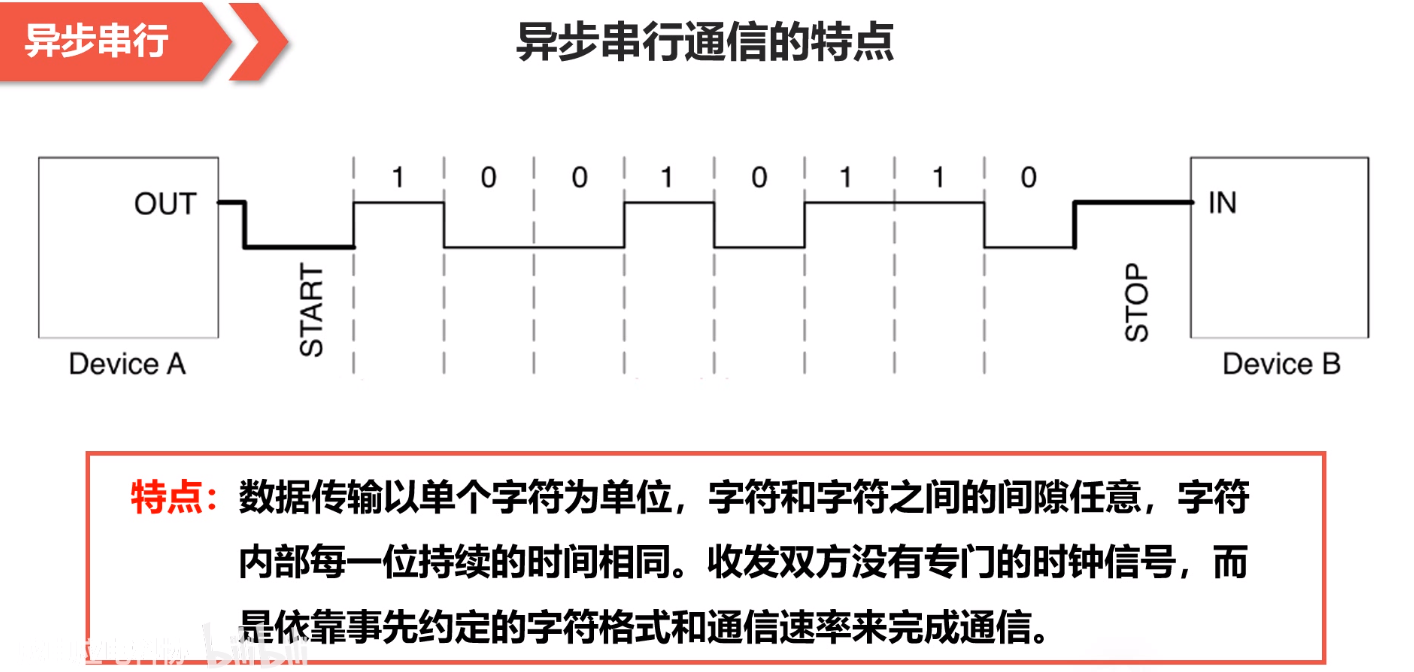 异步串行
异步串行通信的特点
1 0 0 1 0 1 1 0
OUT
IN
START
STOP
Device A
Device B
特点：数据传输以单个字符为单位，字符和字符之间的间隙任意，字符
内部每一位持续的时间相同。收发双方没有专门的时钟信号，而
是依靠事先约定的字符格式和通信速率来完成通信。
bilibili